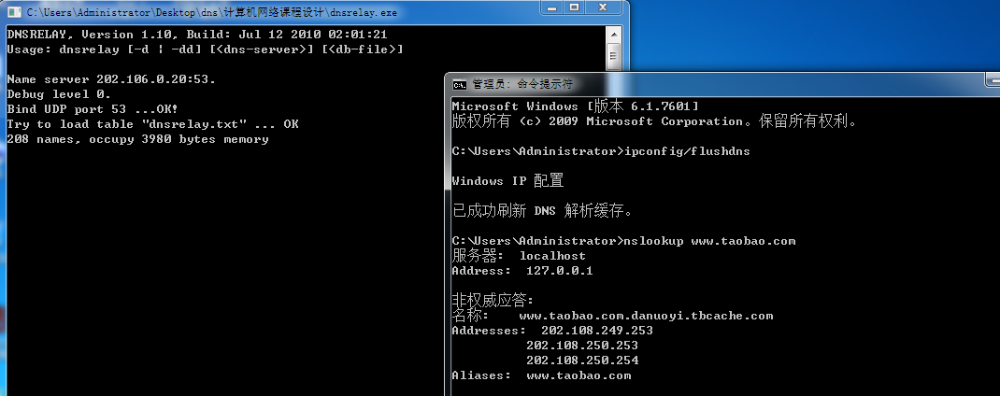 C:\Users\Administrator\Desktop\dns\计算机网络课程设计\dnsrelay.exe
DNSRELAY, Version 1.10, Build: Jul 12 2010 02:01:21
Usage: dnsrelay [-d | -dd] [<dns-server>] [<db-file>]
Name server 202.106.0.20:53.
Debug level 0.
Bind UDP port 53 ...OK!
Try to load table "dnsrelay.txt" ... OK
208 names, occupy 3980 bytes memory
管理员: 命令提示符
Microsoft Windows [版本 6.1.7601]
版权所有 (c) 2009 Microsoft Corporation。保留所有权利。
C:\Users\Administrator>ipconfig/flushdns
Windows IP 配置
已成功刷新 DNS 解析缓存。
C:\Users\Administrator>nslookup www.taobao.com
服务器:  localhost
Address:  127.0.0.1
非权威应答:
名称:    www.taobao.com.danuoyi.tbcache.com
Addresses:  202.108.249.253
202.108.250.253
202.108.250.254
Aliases:  www.taobao.com